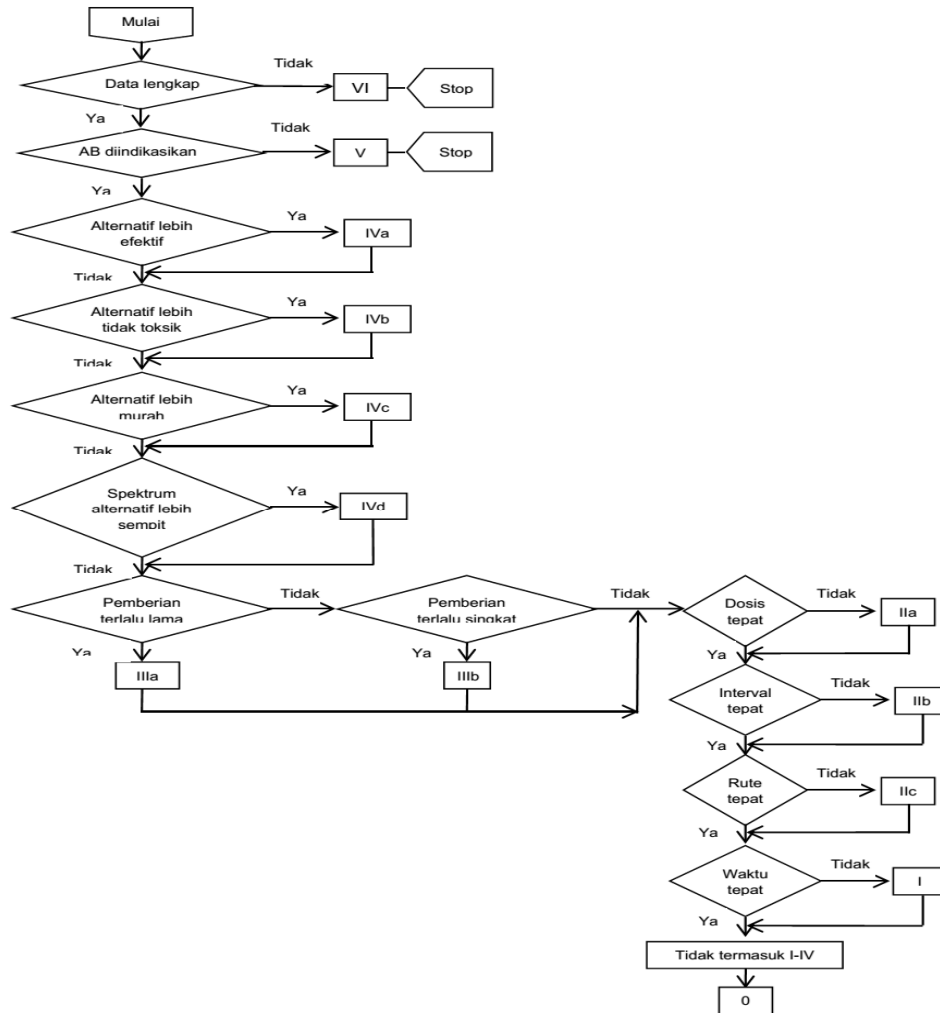 Mulai
Tidak
Data lengkap
VI
Stop
Ya
Tidak
AB diindikasikan
V
Stop
Ya
Alternatif lebih
efektif
Ya
IVa
Tidak
Alternatif lebih
tidak toksik
Ya
IVb
Tidak
Alternatif lebih
murah
Ya
IVc
Tidak
Spektrum
alternatif lebih
sempit
Ya
IVd
Tidak
Pemberian
terlalu lama
Tidak
Ya
IIIa
Pemberian
terlalu singkat
Tidak
Ya
IIIb
Dosis
tepat
Tidak
IIa
Ya
Interval
tepat
Tidak
IIb
Ya
Rute
tepat
Tidak
IIc
Ya
Waktu
tepat
Tidak
I
Ya
Tidak termasuk I-IV
0